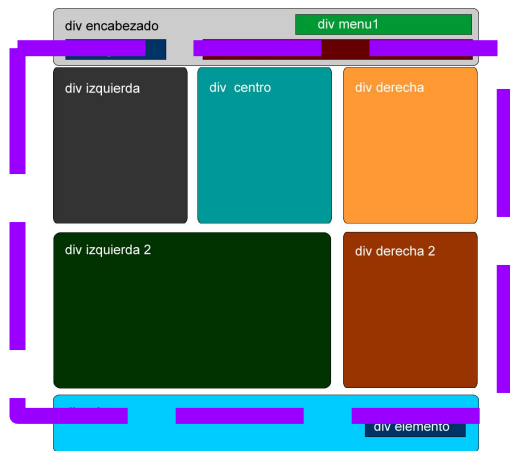 div encabezado
div menu1
div izquierda
div centro
div derecha
div izquierda 2
div derecha 2
div elemento